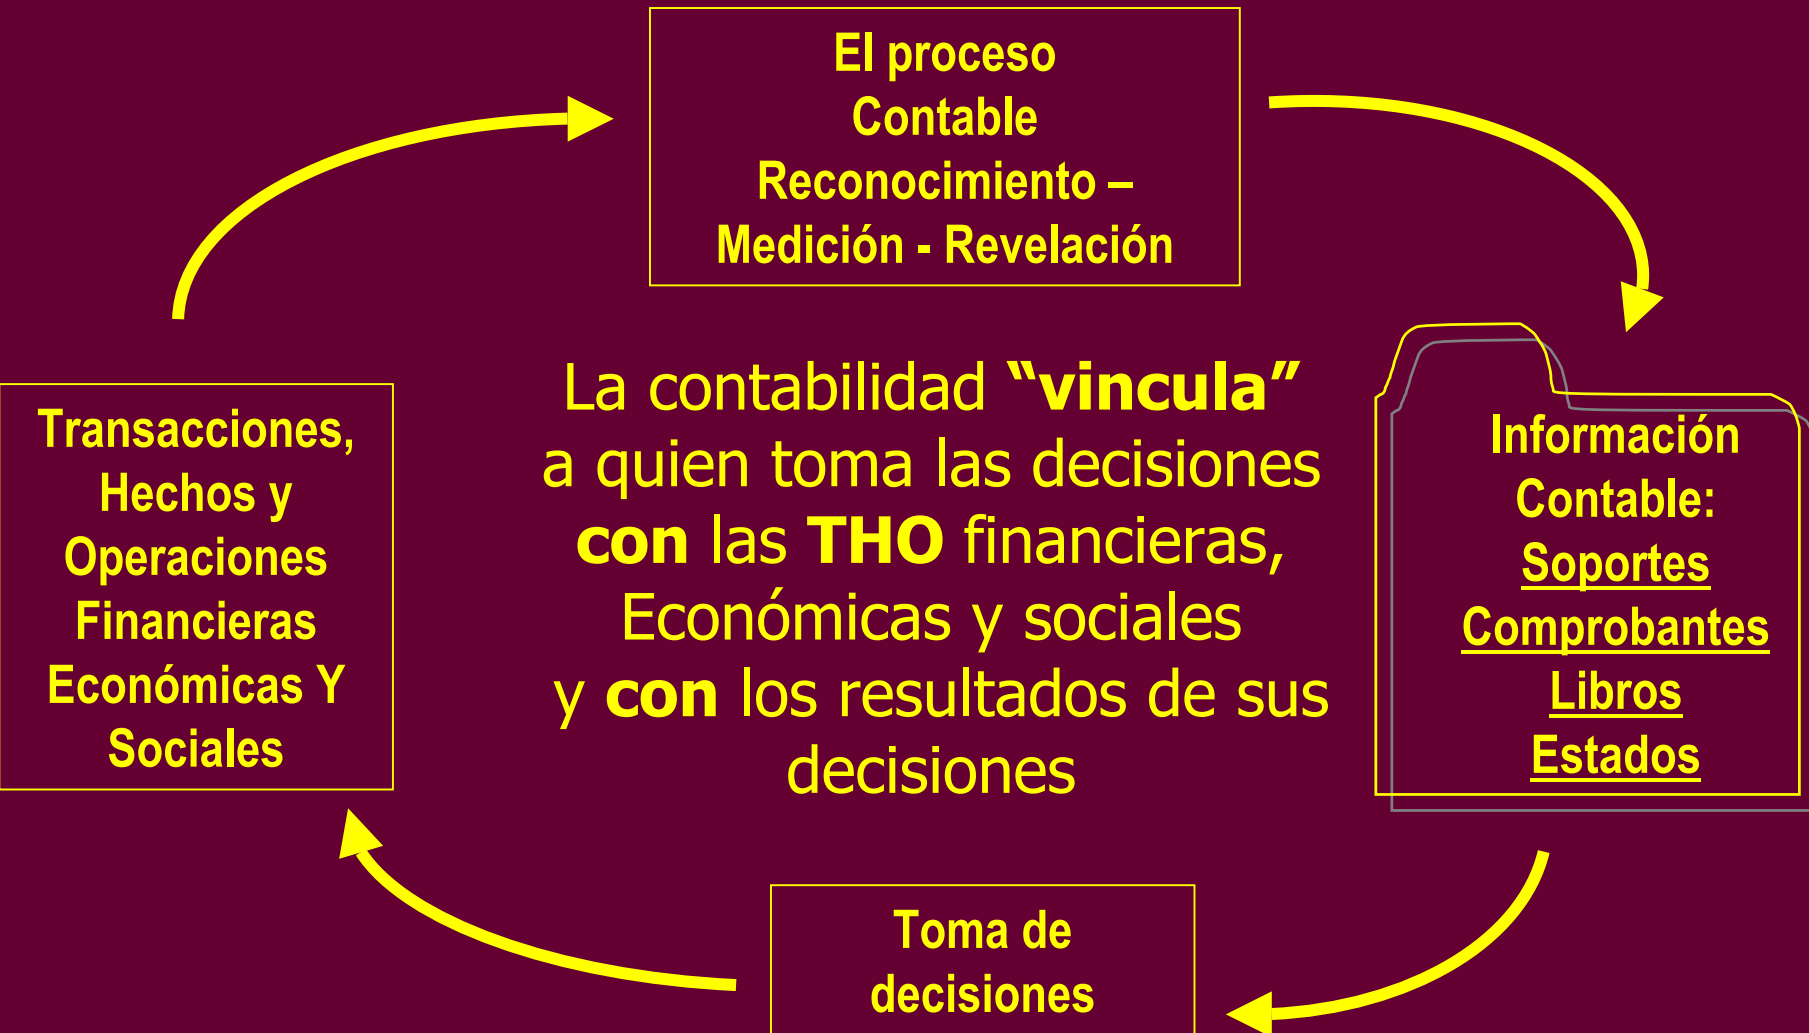 El proceso
Contable
Reconocimiento –
Medición - Revelación
Transacciones,
Hechos y
Operaciones
Financieras
Económicas Y
Sociales
La contabilidad “vincula”
a quien toma las decisiones
con las THO financieras,
Económicas y sociales
y con los resultados de sus
decisiones
Información
Contable:
Soportes
Comprobantes
Libros
Estados
Toma de
decisiones